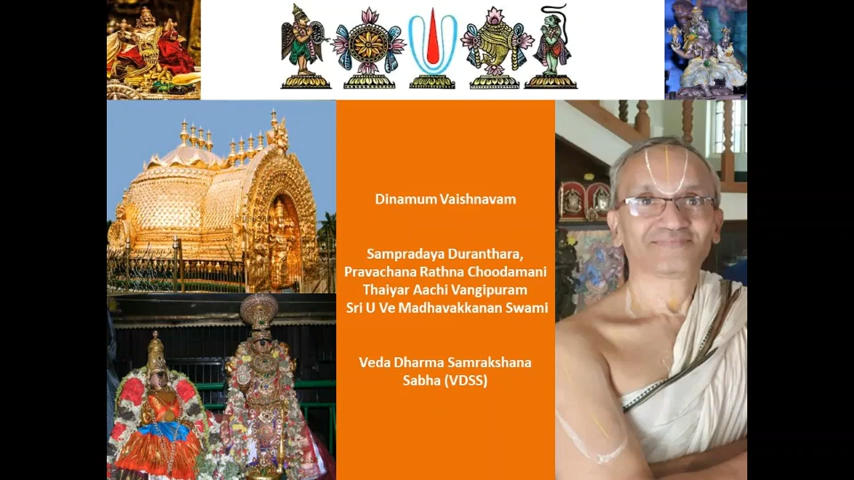 Dinamum Vaishnavam
Sampradaya Duranthara,
Pravachana Rathna Choodamani
Thaiyar Aachi Vangipuram
Sri U Ve Madhavakkanan Swami
Veda Dharma Samrakshana
Sabha (VDSS)